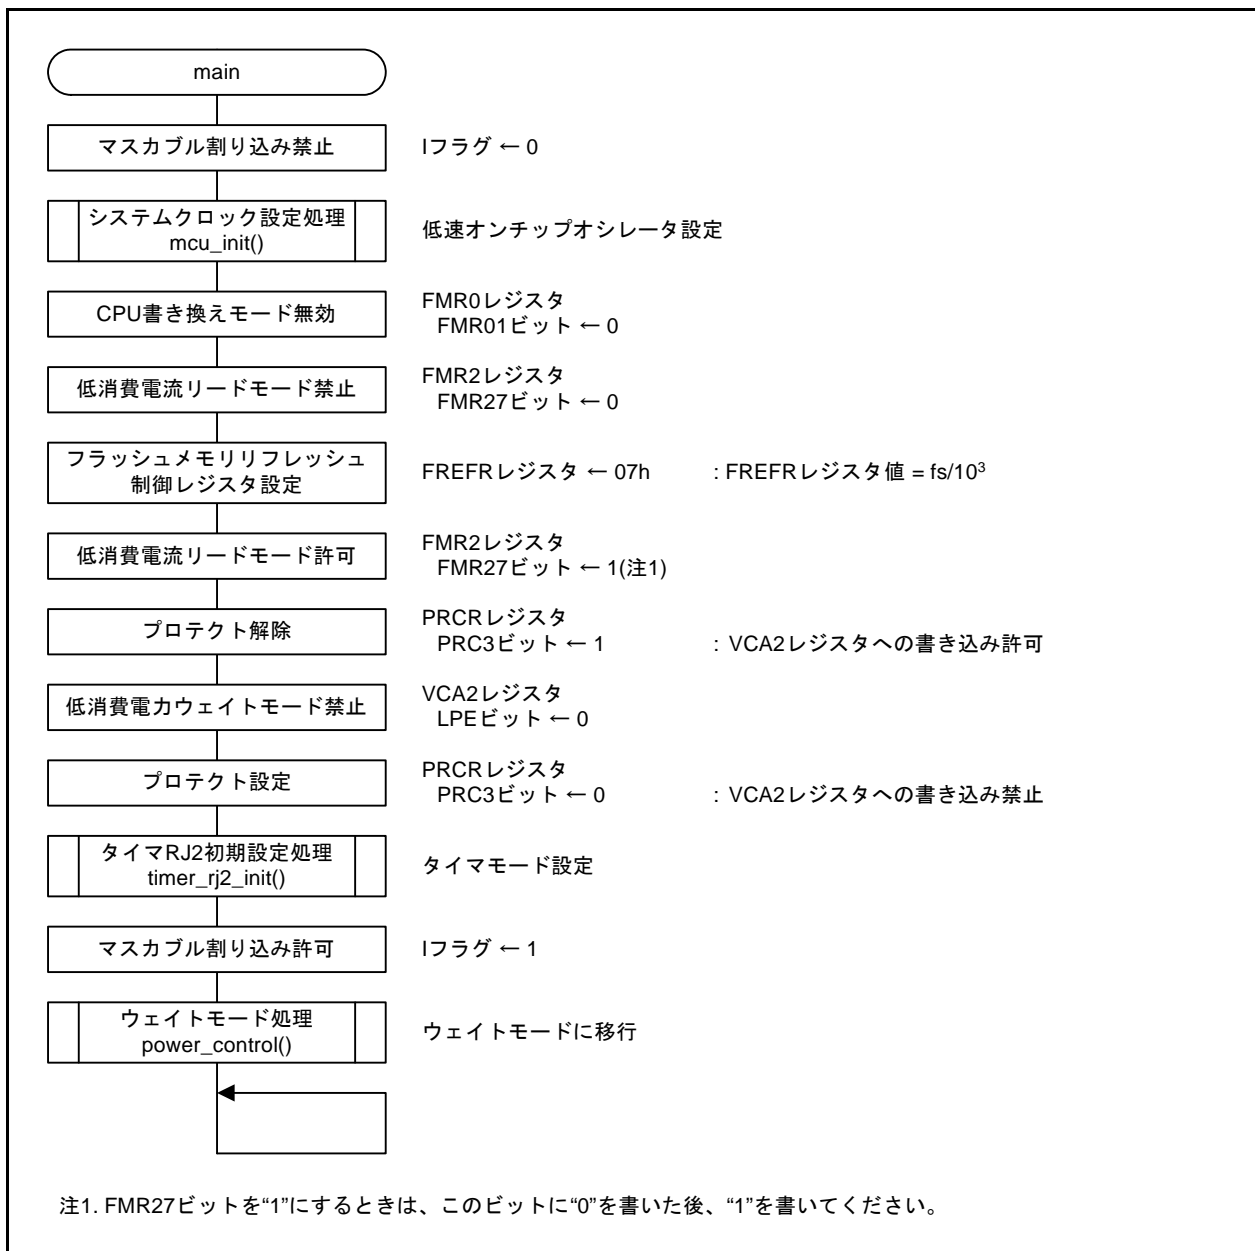 main
マスカブル割り込み禁止 Iフラグ ← 0
システムクロック設定処理
mcu_init()
低速オンチップオシレータ設定
CPU書き換えモード無効
FMR0レジスタ
FMR01ビット ← 0
低消費電流リードモード禁止
FMR2レジスタ
FMR27ビット ← 0
フラッシュメモリリフレッシュ
制御レジスタ設定
FREFRレジスタ ← 07h : FREFRレジスタ値 = fs/10³
低消費電流リードモード許可
FMR2レジスタ
FMR27ビット ← 1(注1)
プロテクト解除
PRCRレジスタ
PRC3ビット ← 1 : VCA2レジスタへの書き込み許可
低消費電力ウェイトモード禁止
VCA2レジスタ
LPEビット ← 0
プロテクト設定
PRCRレジスタ
PRC3ビット ← 0 : VCA2レジスタへの書き込み禁止
タイマRJ2初期設定処理
timer_rj2_init()
タイマモード設定
マスカブル割り込み許可 Iフラグ ← 1
ウェイトモード処理
power_control()
ウェイトモードに移行
注1. FMR27ビットを“1”にするときは、このビットに“0”を書いた後、“1”を書いてください。